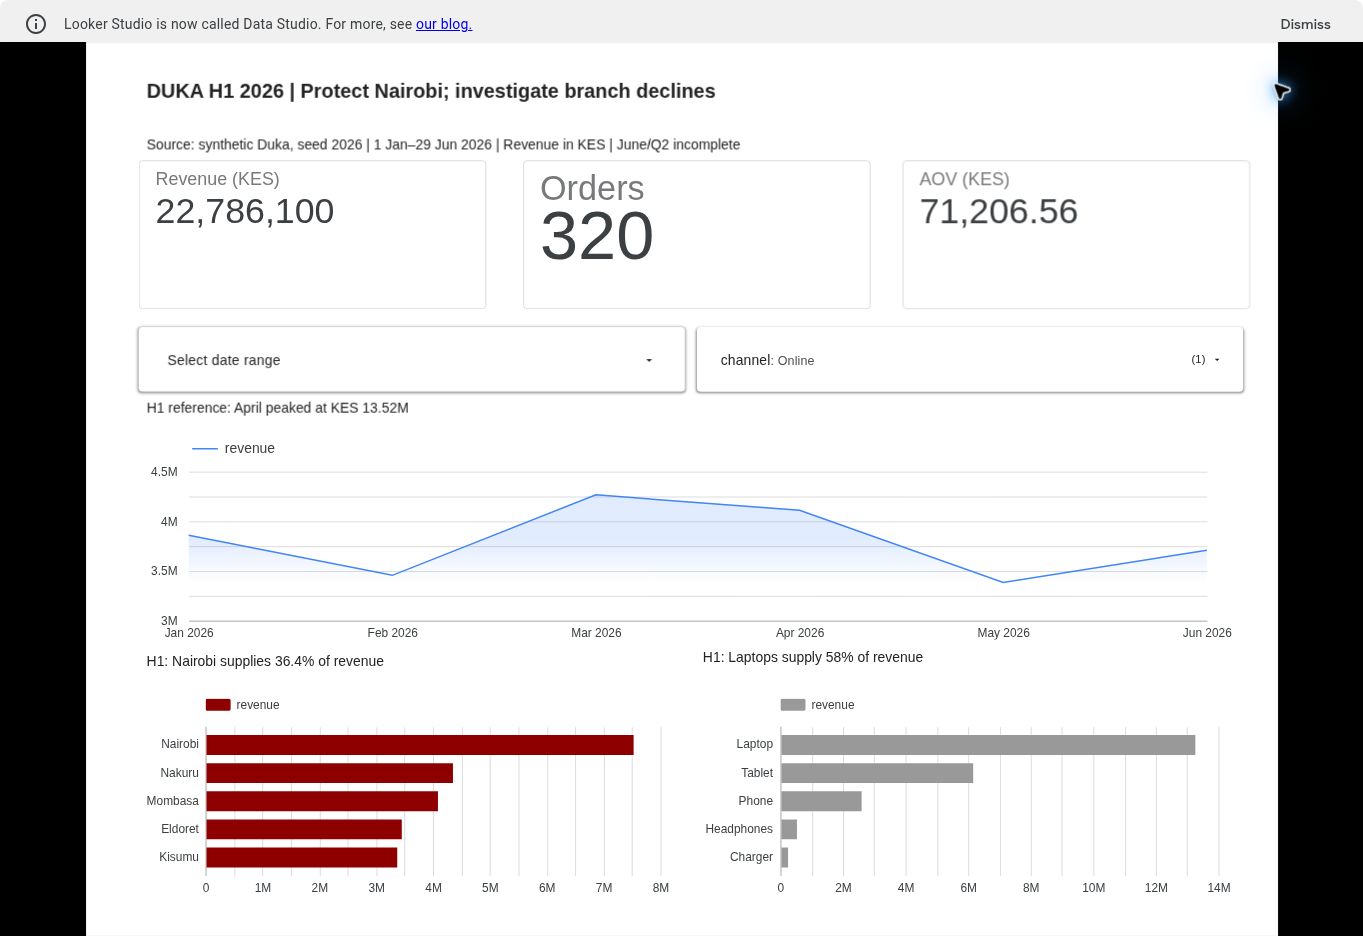 Looker Studio is now called Data Studio. For more, see our blog.
Dismiss
DUKA H1 2026 | Protect Nairobi; investigate branch declines
Source: synthetic Duka, seed 2026 | 1 Jan–29 Jun 2026 | Revenue in KES | June/Q2 incomplete
Revenue (KES)
22,786,100
Orders
320
AOV (KES)
71,206.56
Select date range
channel: Online
(1)
H1 reference: April peaked at KES 13.52M
revenue
4.5M
4M
3.5M
3M
Jan 2026
Feb 2026
Mar 2026
Apr 2026
May 2026
Jun 2026
H1: Nairobi supplies 36.4% of revenue
revenue
Nairobi
Nakuru
Mombasa
Eldoret
Kisumu
0
1M
2M
3M
4M
5M
6M
7M
8M
H1: Laptops supply 58% of revenue
revenue
Laptop
Tablet
Phone
Headphones
Charger
0
2M
4M
6M
8M
10M
12M
14M